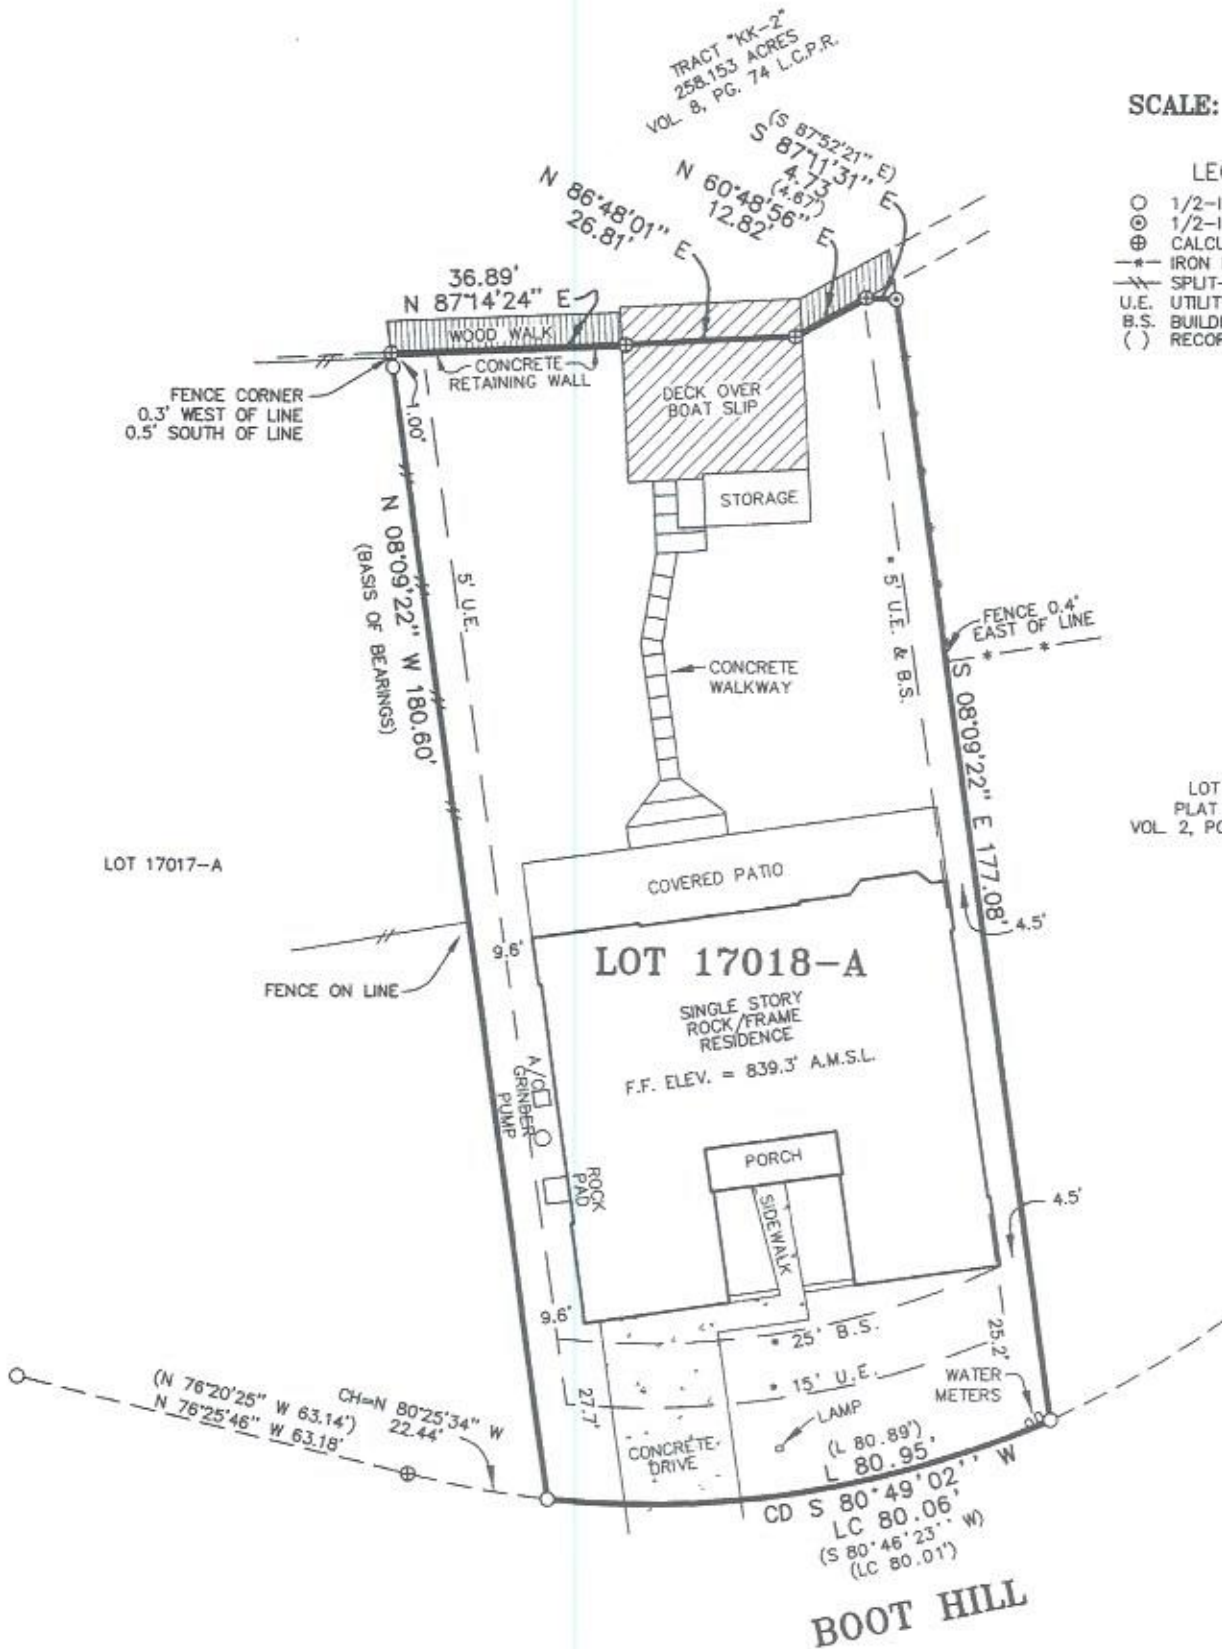 TRACT "KK-2"
258.153 ACRES
VOL. 8, PG. 74 L.C.P.R.
(S 87°52'21" E)
S 87°11'31" E
4.73
(4.67')
N 60°48'56" E
12.82'
N 86°48'01" E
26.81'
36.89'
N 87°14'24" E
SCALE:
○ 1/2-I
1/2-I
CALCU
IRON
SPLIT-
U.E. UTILIT
B.S. BUILDI
( ) RECOR
WOOD WALK
CONCRETE
RETAINING WALL
FENCE CORNER
0.3' WEST OF LINE
0.5' SOUTH OF LINE
1.00'
DECK OVER
BOAT SLIP
STORAGE
N 08°09'22" W 180.60'
(BASIS OF BEARINGS)
5' U.E.
* 5' U.E. & B.S.
FENCE 0.4'
EAST OF LINE
CONCRETE
WALKWAY
S 08°09'22" E 177.08'
LOT
PLAT
VOL. 2, PG
LOT 17017-A
COVERED PATIO
4.5'
9.6'
LOT 17018-A
FENCE ON LINE
SINGLE STORY
ROCK/FRAME
RESIDENCE
F.F. ELEV. = 839.3' A.M.S.L.
A/C
GRINDER
PUMP
ROCK
PAD
PORCH
SIDEWALK
4.5'
9.6'
* 25' B.S.
25.2'
* 15' U.E.
WATER
METERS
27.7'
LAMP
CONCRETE
DRIVE
(N 76°20'25" W 63.14')
N 76°25'46" W 63.18'
CH=N 80°25'34" W
22.44'
(L 80.89')
L 80.95'
CD S 80°49'02'' W
LC 80.06'
(S 80°46'23'' W)
(LC 80.01')
BOOT HILL